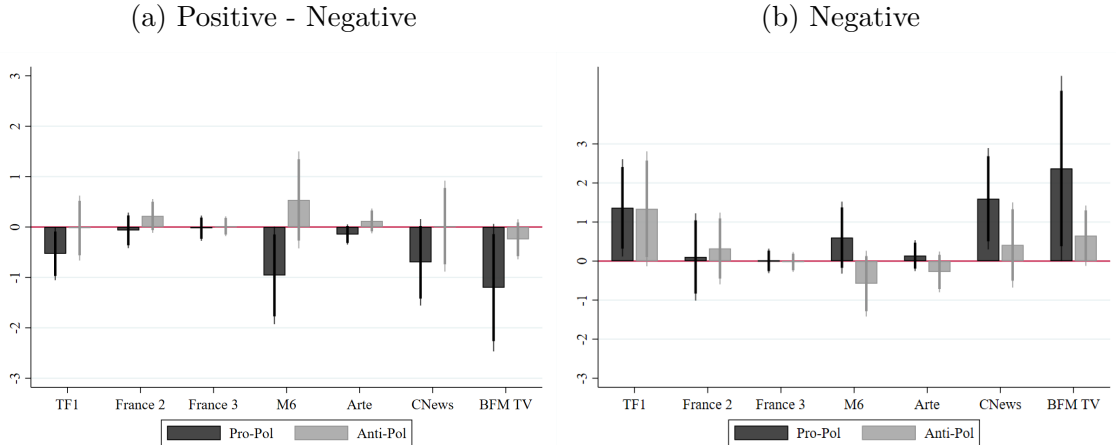 (a) Positive - Negative
3
2
1
0
-1
-2
-3
TF1 France 2 France 3 M6 Arte CNews BFM TV
Pro-Pol Anti-Pol
(b) Negative
3
2
1
0
-1
-2
-3
TF1 France 2 France 3 M6 Arte CNews BFM TV
Pro-Pol Anti-Pol